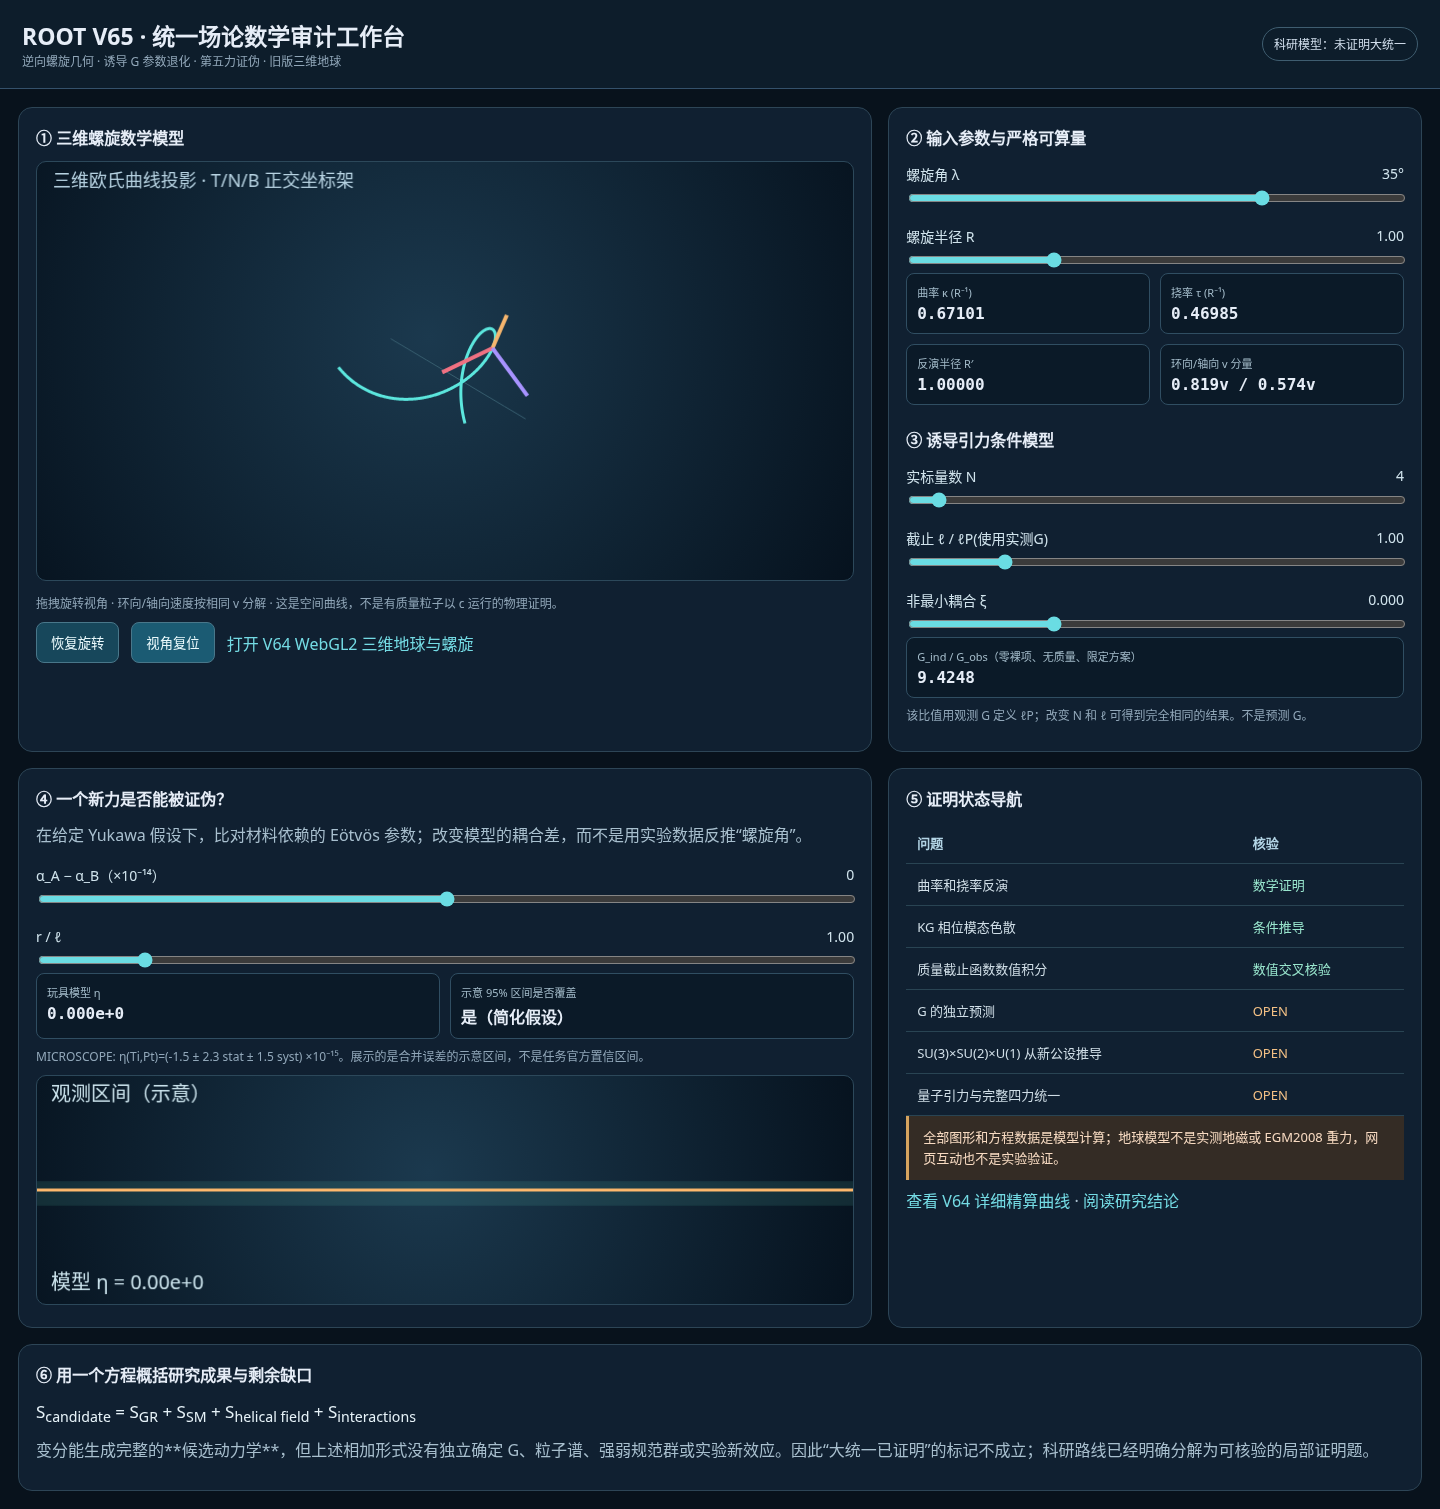 ROOT V65 · 统一场论数学审计工作台
逆向螺旋几何 · 诱导 G 参数退化 · 第五力证伪 · 旧版三维地球
科研模型：未证明大统一
① 三维螺旋数学模型
三维欧氏曲线投影 · T/N/B 正交坐标架
拖拽旋转视角 · 环向/轴向速度按相同 v 分解 · 这是空间曲线，不是有质量粒子以 c 运行的物理证明。
恢复旋转
视角复位
打开 V64 WebGL2 三维地球与螺旋
② 输入参数与严格可算量
螺旋角 λ
35°
螺旋半径 R
1.00
曲率 κ (R⁻¹)
0.67101
挠率 τ (R⁻¹)
0.46985
反演半径 R′
1.00000
环向/轴向 v 分量
0.819v / 0.574v
③ 诱导引力条件模型
实标量数 N
4
截止 ℓ / ℓP(使用实测G)
1.00
非最小耦合 ξ
0.000
G_ind / G_obs（零裸项、无质量、限定方案）
9.4248
该比值用观测 G 定义 ℓP；改变 N 和 ℓ 可得到完全相同的结果。不是预测 G。
④ 一个新力是否能被证伪？
在给定 Yukawa 假设下，比对材料依赖的 Eötvös 参数；改变模型的耦合差，而不是用实验数据反推“螺旋角”。
α_A − α_B（×10⁻¹⁴）
0
r / ℓ
1.00
玩具模型 η
0.000e+0
示意 95% 区间是否覆盖
是（简化假设）
MICROSCOPE: η(Ti,Pt)=(-1.5 ± 2.3 stat ± 1.5 syst) ×10⁻¹⁵。展示的是合并误差的示意区间，不是任务官方置信区间。
观测区间（示意）
模型 η = 0.00e+0
⑤ 证明状态导航
问题
核验
曲率和挠率反演
数学证明
KG 相位模态色散
条件推导
质量截止函数数值积分
数值交叉核验
G 的独立预测
OPEN
SU(3)×SU(2)×U(1) 从新公设推导
OPEN
量子引力与完整四力统一
OPEN
全部图形和方程数据是模型计算；地球模型不是实测地磁或 EGM2008 重力，网
页互动也不是实验验证。
查看 V64 详细精算曲线 · 阅读研究结论
⑥ 用一个方程概括研究成果与剩余缺口
Scandidate = SGR + SSM + Shelical field + Sinteractions
变分能生成完整的**候选动力学**，但上述相加形式没有独立确定 G、粒子谱、强弱规范群或实验新效应。因此“大统一已证明”的标记不成立；科研路线已经明确分解为可核验的局部证明题。